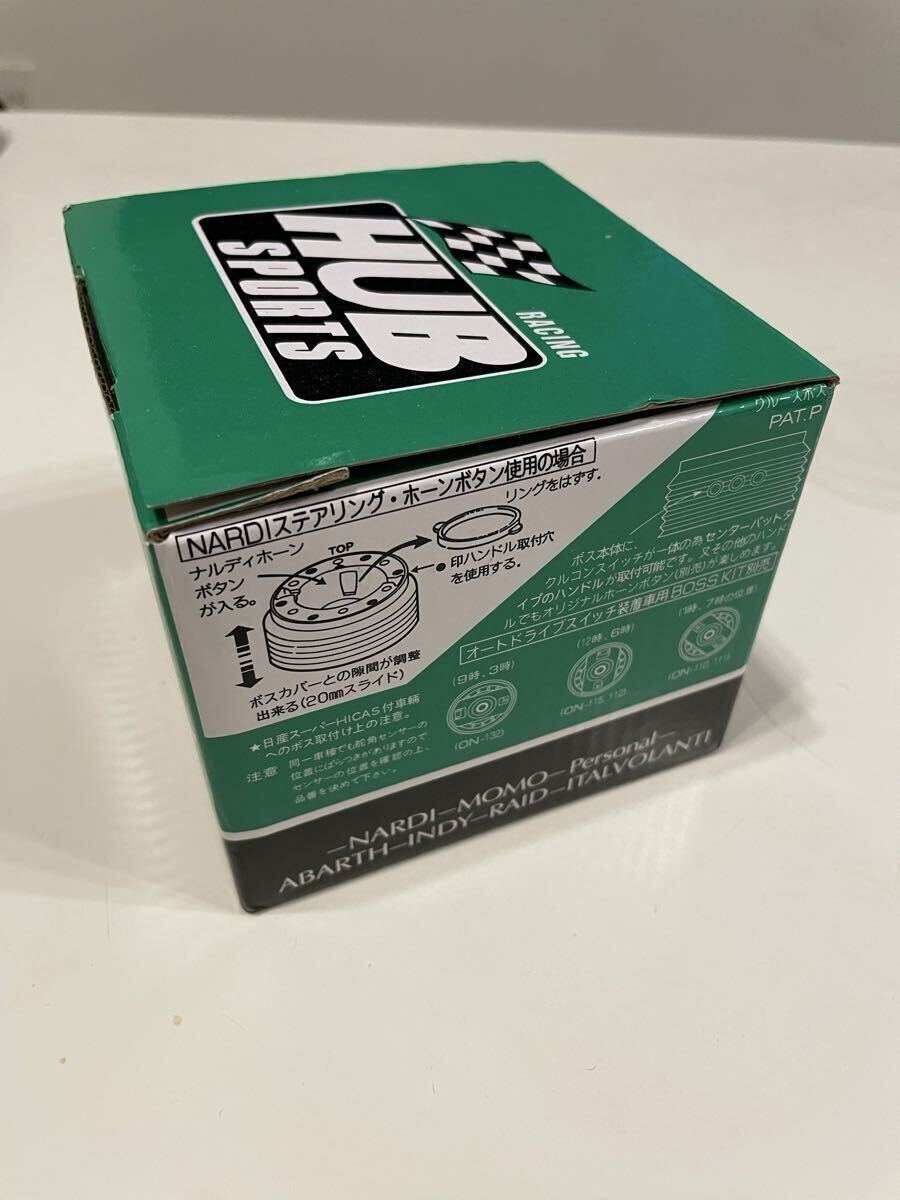 HUB
SPORTS
RACING
NARDIステアリング・ホーンボタン使用の場合
リングをはずす。
ナルディホーン
ボタン
が入る。
TOP
●印ハンドル取付穴
を使用する。
ボスカバーとの隙間が調整
出来る(20mmスライド)
PAT.P
ボス本体に、
クルコンスイッチが一体の為センターパットタ
イプのハンドルが取付可能です。又その他のハンド
ルでもオリジナルホーンボタン(別売)が楽しめます。
オートドライブスイッチ装着車用BOSS KIT別売
(9時、3時)
(12時、6時)
(1時、7時の位置)
(ON-132)
(ON-115, 112)
(ON-110, 111)
★日産スーパーHICAS付車輛
へのボス取付け上の注意。
注意 同一車種でも舵角センサーの
位置にばらつきがありますので、
センサーの位置を確認の上、
品番を決めて下さい。
—NARDI—MOMO—Personal—
ABARTH—INDY—RAID—ITALVOLANTI